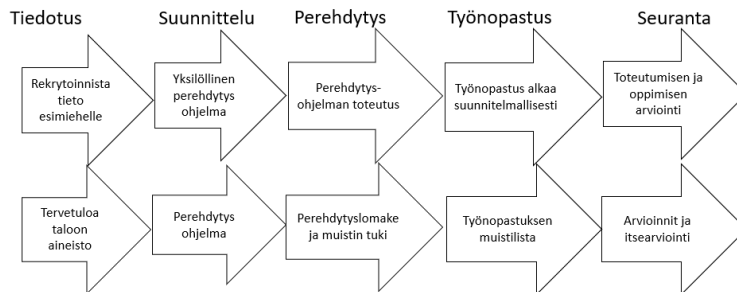 Tiedotus
Suunnittelu
Perehdytys
Työnopastus
Seuranta
Rekrytoinnista
tieto
esimiehelle
Yksilöllinen
perehdytys
ohjelma
Perehdytys-
ohjelman toteutus
Työnopastus alkaa
suunnitelmallisesti
Toteutumisen ja
oppimisen
arviointi
Tervetuloa
taloon
aineisto
Perehdytys
ohjelma
Perehdytyslomake
ja muistin tuki
Työnopastuksen
muistilista
Arvioinnit ja
itsearviointi